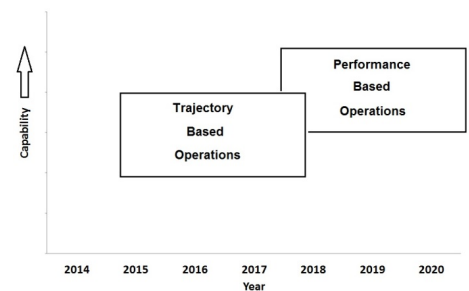 Performance
Based
Operations
Trajectory
Based
Operations
Capability
2014 2015 2016 2017 2018 2019 2020
Year